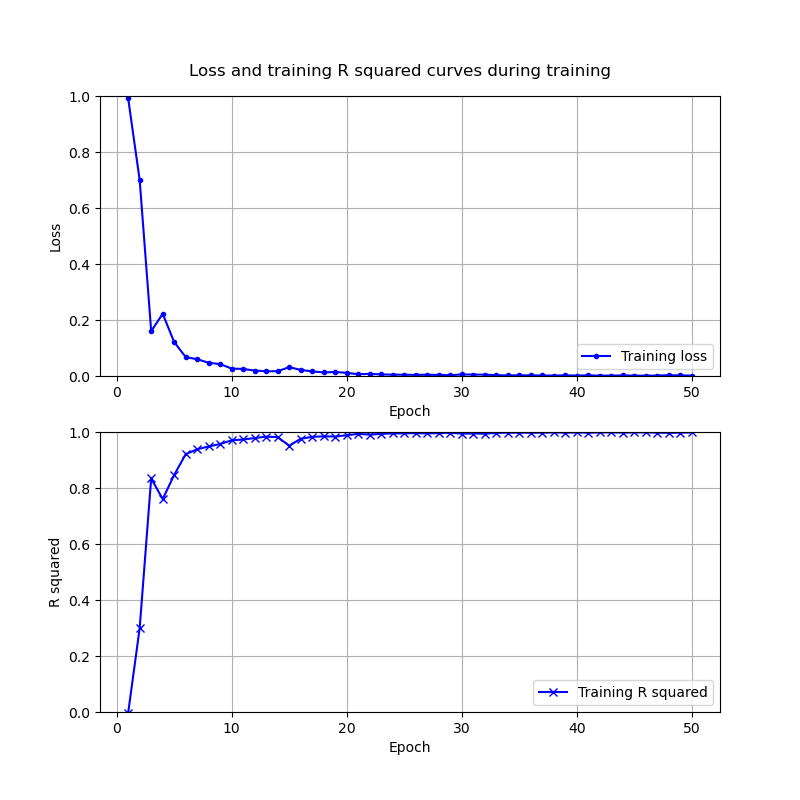 Loss and training R squared curves during training
1.0
0.8
0.6
0.4
0.2
0.0
Loss
Training loss
0 10 20 30 40 50
Epoch
1.0
0.8
0.6
0.4
0.2
0.0
R squared
Training R squared
0 10 20 30 40 50
Epoch